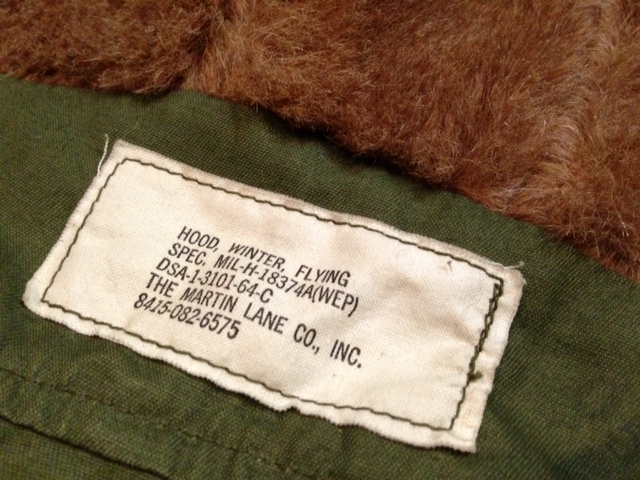 HOOD, WINTER, FLYING
SPEC. MIL-H-18374A(WEP)
DSA-1-3101-64-C
THE MARTIN LANE CO., INC.
8415-082-6575